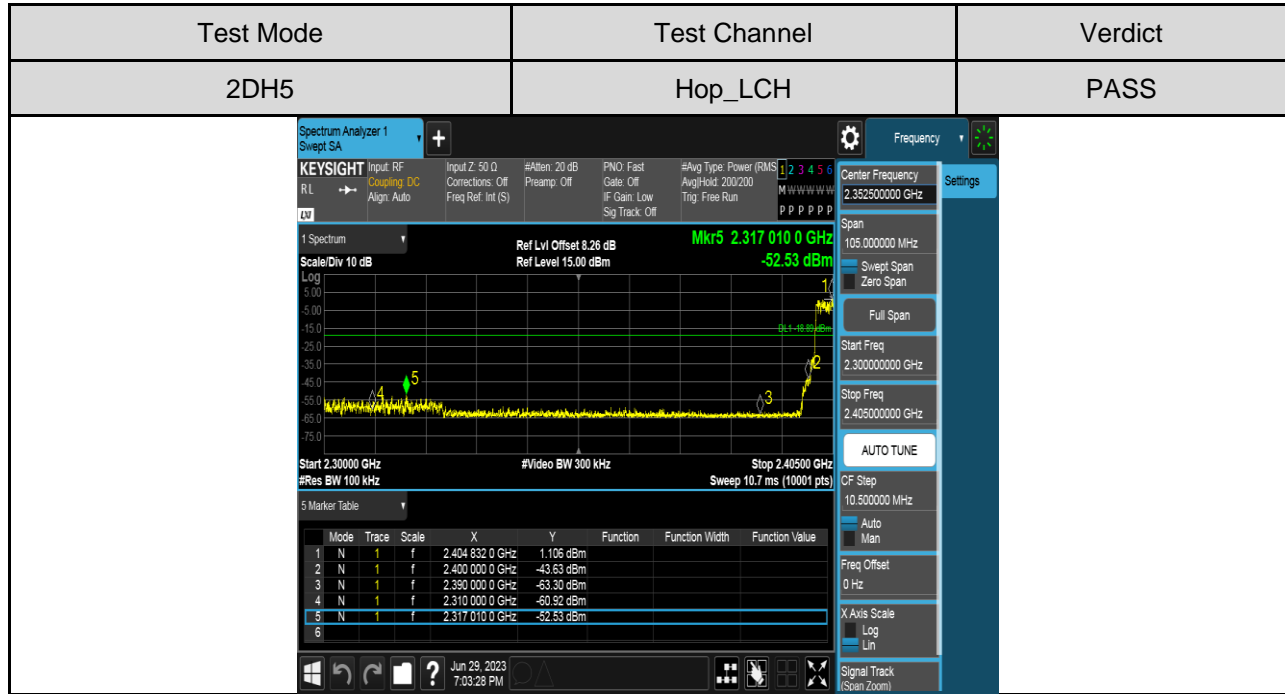 Test Mode Test Channel Verdict
2DH5 Hop_LCH PASS
Spectrum Analyzer 1
Swept SA
+
Frequency
KEYSIGHT
RL
LXI
Input: RF
Coupling: DC
Align: Auto
Input Z: 50 Ω
Corrections: Off
Freq Ref: Int (S)
#Atten: 20 dB
Preamp: Off
PNO: Fast
Gate: Off
IF Gain: Low
Sig Track: Off
#Avg Type: Power (RMS
Avg|Hold: 200/200
Trig: Free Run
1 2 3 4 5 6
M W W W W W
P P P P P P
1 Spectrum
Scale/Div 10 dB
Ref Lvl Offset 8.26 dB
Ref Level 15.00 dBm
Mkr5 2.317 010 0 GHz
-52.53 dBm
Log
5.00
-5.00
-15.0
-25.0
-35.0
-45.0
-55.0
-65.0
-75.0
DL1 -18.89 dBm
1
2
3
4
5
Start 2.30000 GHz #Video BW 300 kHz Stop 2.40500 GHz
#Res BW 100 kHz Sweep 10.7 ms (10001 pts)
5 Marker Table
Mode Trace Scale X Y Function Function Width Function Value
1 N 1 f 2.404 832 0 GHz 1.106 dBm
2 N 1 f 2.400 000 0 GHz -43.63 dBm
3 N 1 f 2.390 000 0 GHz -63.30 dBm
4 N 1 f 2.310 000 0 GHz -60.92 dBm
5 N 1 f 2.317 010 0 GHz -52.53 dBm
6
?
Jun 29, 2023
7:03:28 PM
Settings
Center Frequency
2.352500000 GHz
Span
105.000000 MHz
Swept Span
Zero Span
Full Span
Start Freq
2.300000000 GHz
Stop Freq
2.405000000 GHz
AUTO TUNE
CF Step
10.500000 MHz
Auto
Man
Freq Offset
0 Hz
X Axis Scale
Log
Lin
Signal Track
(Span Zoom)